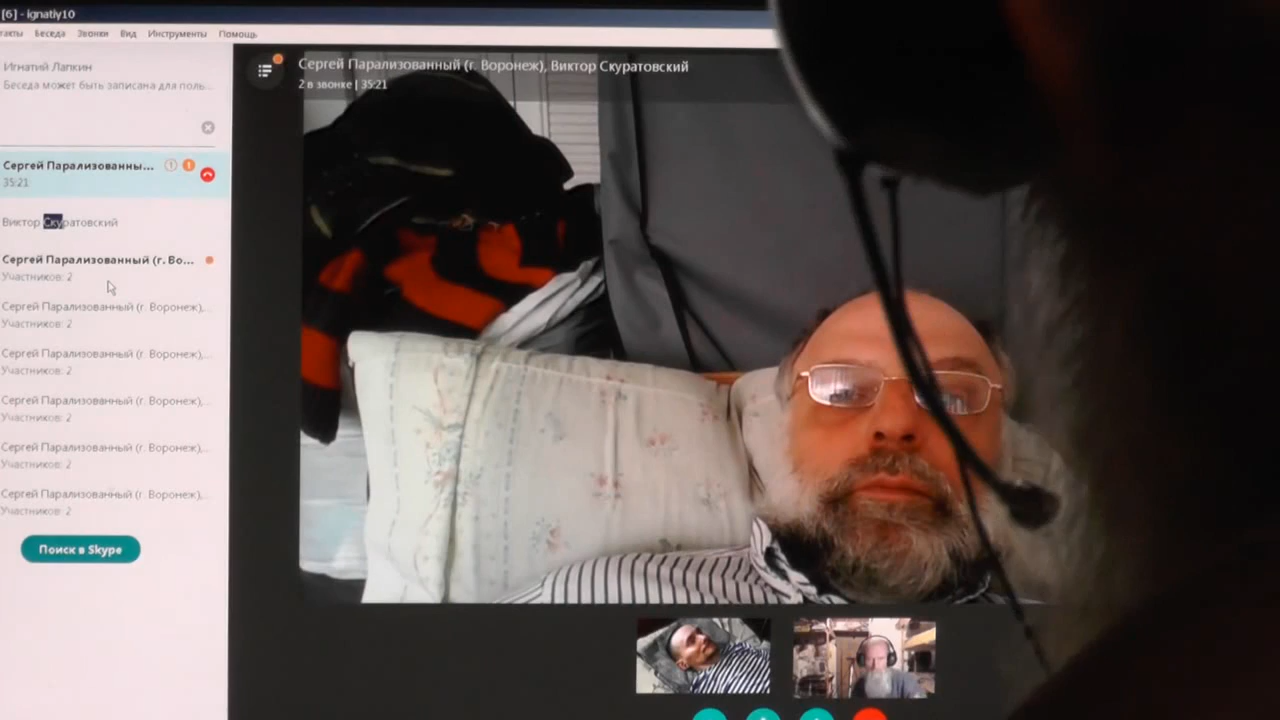 [6] - ignatiy10
такты Беседа Звонки Вид Инструменты Помощь
Игнатий Лапкин
Беседа может быть записана для поль...
Сергей Парализованны...
35:21
Виктор Скуратовский
Сергей Парализованный (г. Во...
Участников: 2
Сергей Парализованный (г. Воронеж),...
Участников: 2
Сергей Парализованный (г. Воронеж),...
Участников: 2
Сергей Парализованный (г. Воронеж),...
Участников: 2
Сергей Парализованный (г. Воронеж),...
Участников: 2
Сергей Парализованный (г. Воронеж),...
Участников: 2
Поиск в Skype
Сергей Парализованный (г. Воронеж), Виктор Скуратовский
2 в звонке | 35:21